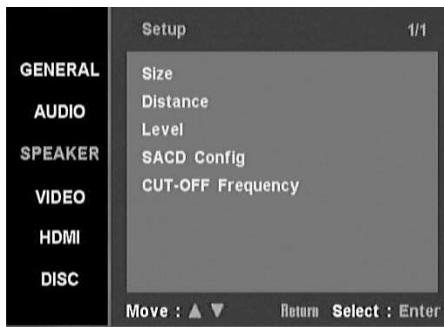 Setup 1/1
GENERAL
AUDIO
SPEAKER
VIDEO
HDMI
DISC
Size
Distance
Level
SACD Config
CUT-OFF Frequency
Move : ▲ ▼ Return Select : Enter